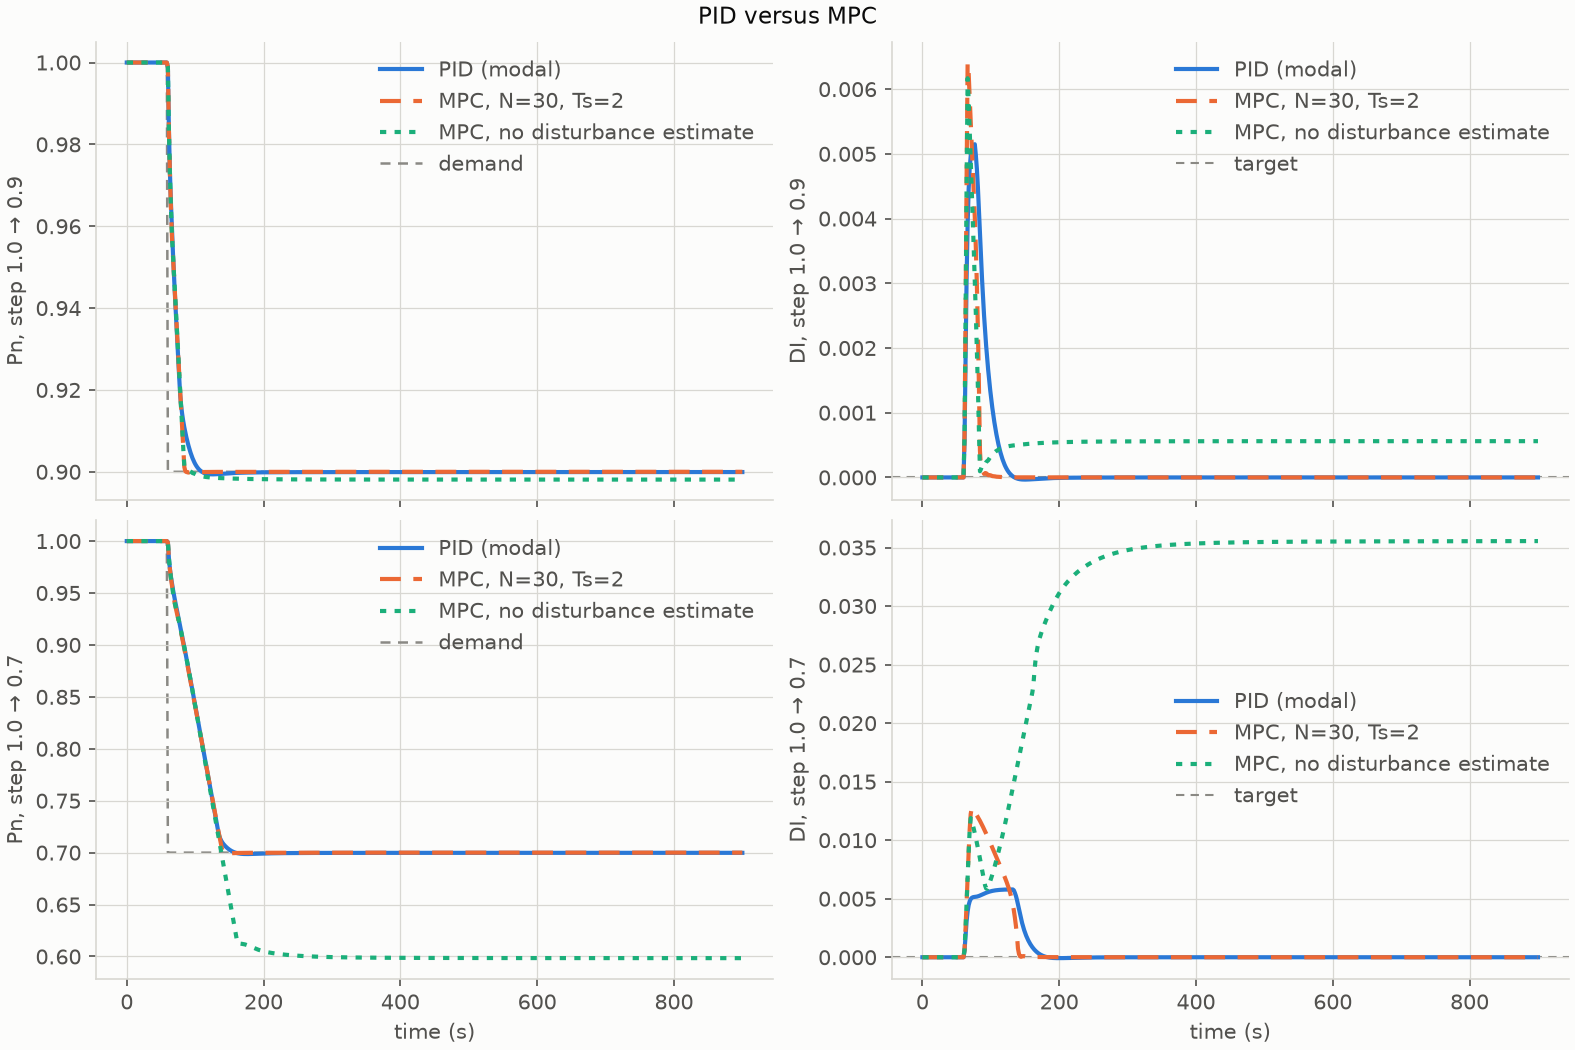 PID versus MPC
Pn, step 1.0 → 0.9
1.00
0.98
0.96
0.94
0.92
0.90
PID (modal)
MPC, N=30, Ts=2
MPC, no disturbance estimate
demand
DI, step 1.0 → 0.9
0.006
0.005
0.004
0.003
0.002
0.001
0.000
PID (modal)
MPC, N=30, Ts=2
MPC, no disturbance estimate
target
Pn, step 1.0 → 0.7
1.00
0.95
0.90
0.85
0.80
0.75
0.70
0.65
0.60
PID (modal)
MPC, N=30, Ts=2
MPC, no disturbance estimate
demand
0 200 400 600 800
time (s)
DI, step 1.0 → 0.7
0.035
0.030
0.025
0.020
0.015
0.010
0.005
0.000
PID (modal)
MPC, N=30, Ts=2
MPC, no disturbance estimate
target
0 200 400 600 800
time (s)